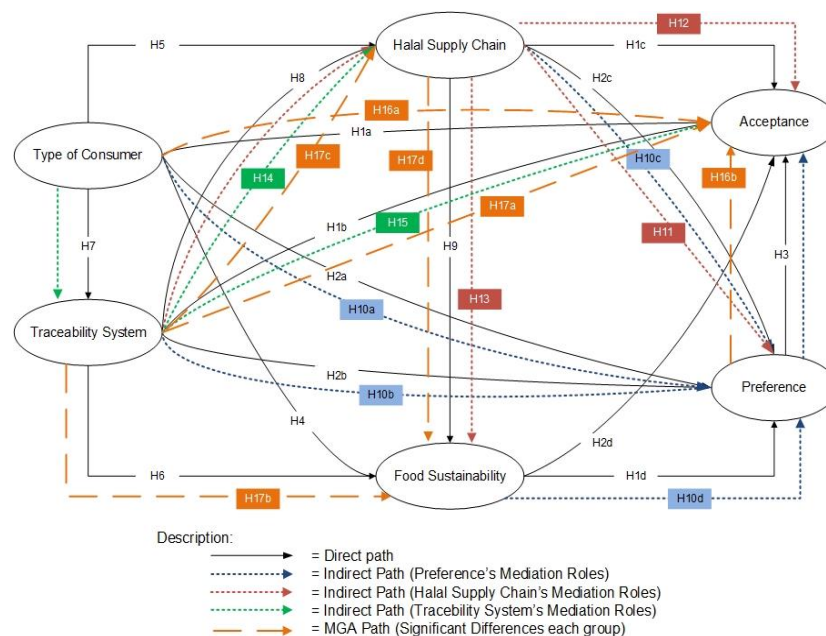 H12
H5
Halal Supply Chain
H1c
H8
H2c
H16a
Acceptance
H1a
Type of Consumer
H17c
H17d
H10c
H16b
H14
H17a
H15
H11
H1b
H7
H9
H3
H2a
H13
Traceability System
H10a
H2b
Preference
H10b
H4
H2d
H6
Food Sustainability
H1d
H17b
H10d
Description:
= Direct path
= Indirect Path (Preference's Mediation Roles)
= Indirect Path (Halal Supply Chain's Mediation Roles)
= Indirect Path (Tracebility System's Mediation Roles)
= MGA Path (Significant Differences each group)